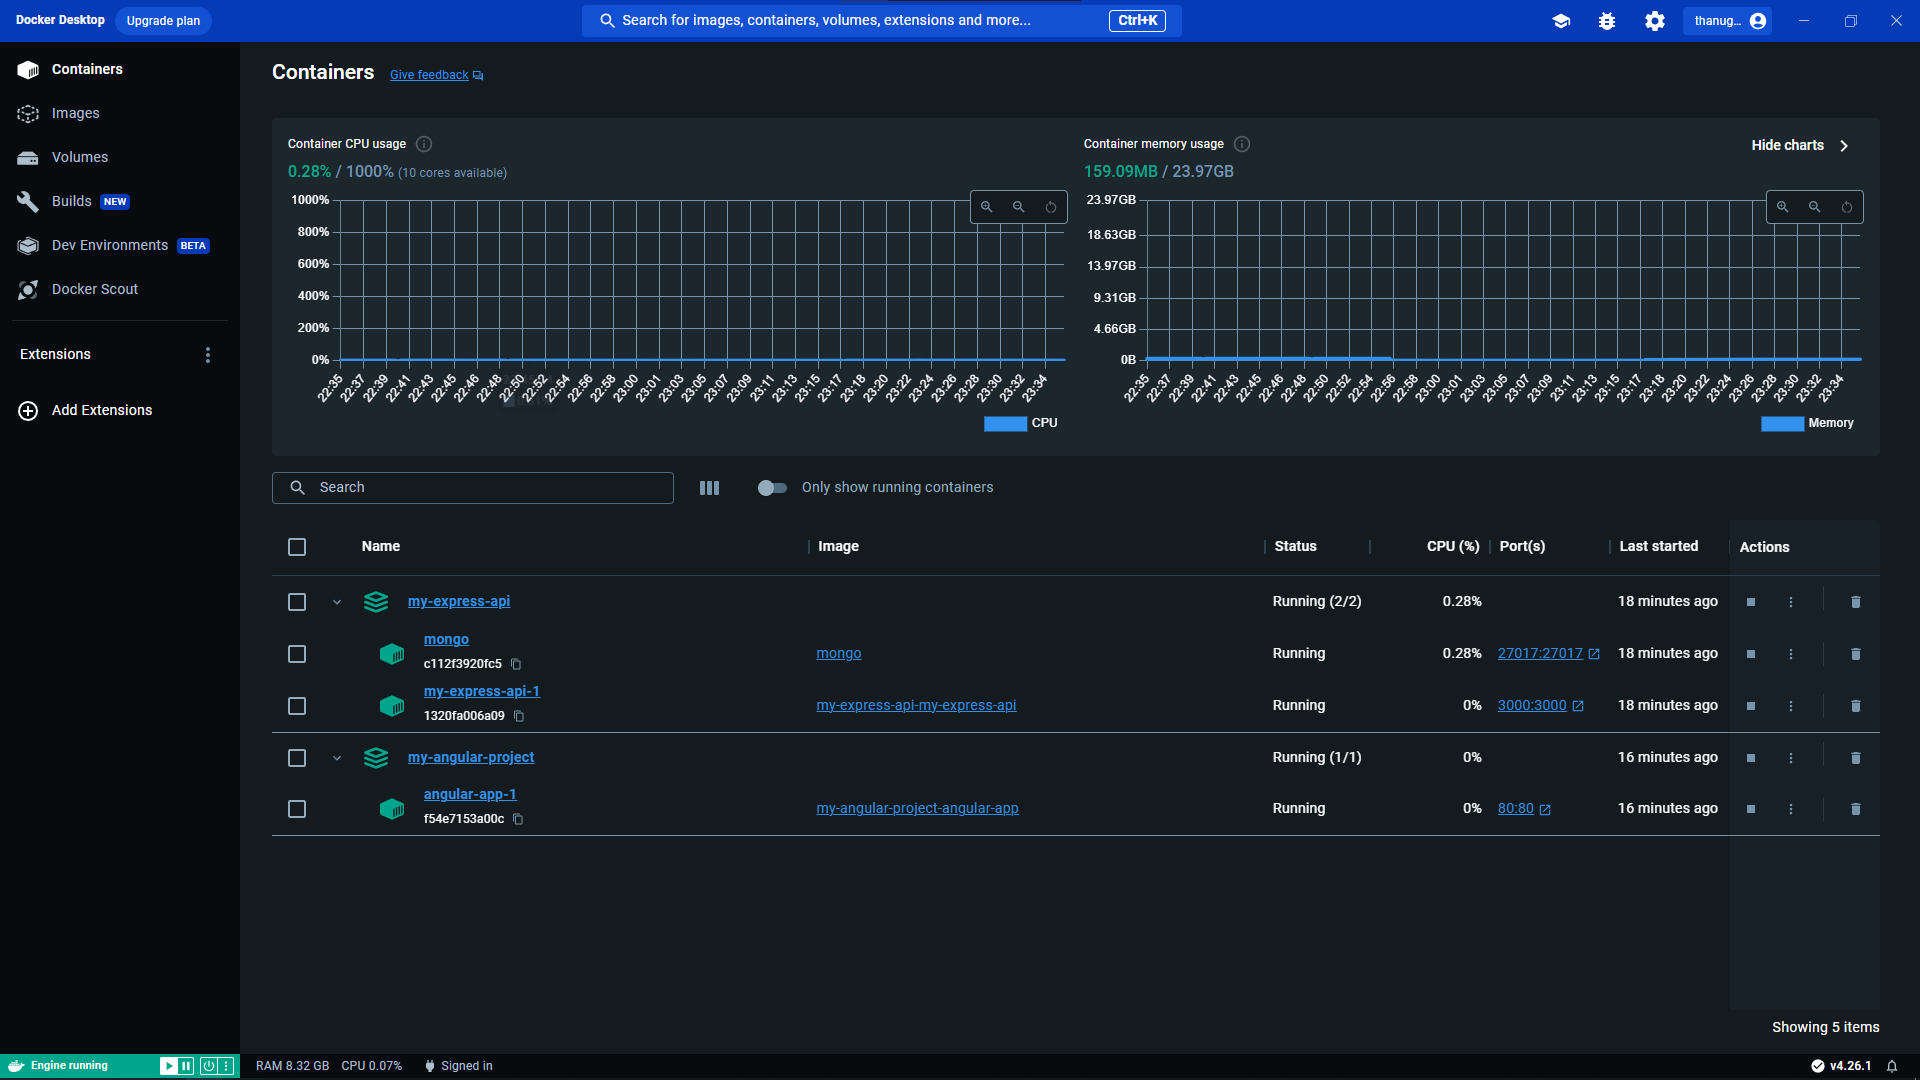 Docker Desktop Upgrade plan Search for images, containers, volumes, extensions and more... Ctrl+K thanug...
Containers
Images
Volumes
Builds NEW
Dev Environments BETA
Docker Scout
Extensions
Add Extensions
Containers Give feedback
Container CPU usage
0.28% / 1000% (10 cores available)
1000%
800%
600%
400%
200%
0%
22:35 22:37 22:39 22:41 22:43 22:45 22:46 22:48 22:50 22:52 22:54 22:56 22:58 23:00 23:01 23:03 23:05 23:07 23:09 23:11 23:13 23:15 23:17 23:18 23:20 23:22 23:24 23:26 23:28 23:30 23:32 23:34
CPU
Container memory usage
159.09MB / 23.97GB
Hide charts
23.97GB
18.63GB
13.97GB
9.31GB
4.66GB
0B
22:35 22:37 22:39 22:41 22:43 22:45 22:46 22:48 22:50 22:52 22:54 22:56 22:58 23:00 23:01 23:03 23:05 23:07 23:09 23:11 23:13 23:15 23:17 23:18 23:20 23:22 23:24 23:26 23:28 23:30 23:32 23:34
Memory
Search Only show running containers
Name Image Status CPU (%) Port(s) Last started Actions
my-express-api Running (2/2) 0.28% 18 minutes ago
mongo
c112f3920fc5 mongo Running 0.28% 27017:27017 18 minutes ago
my-express-api-1
1320fa006a09 my-express-api-my-express-api Running 0% 3000:3000 18 minutes ago
my-angular-project Running (1/1) 0% 16 minutes ago
angular-app-1
f54e7153a00c my-angular-project-angular-app Running 0% 80:80 16 minutes ago
Showing 5 items
Engine running RAM 8.32 GB CPU 0.07% Signed in v4.26.1